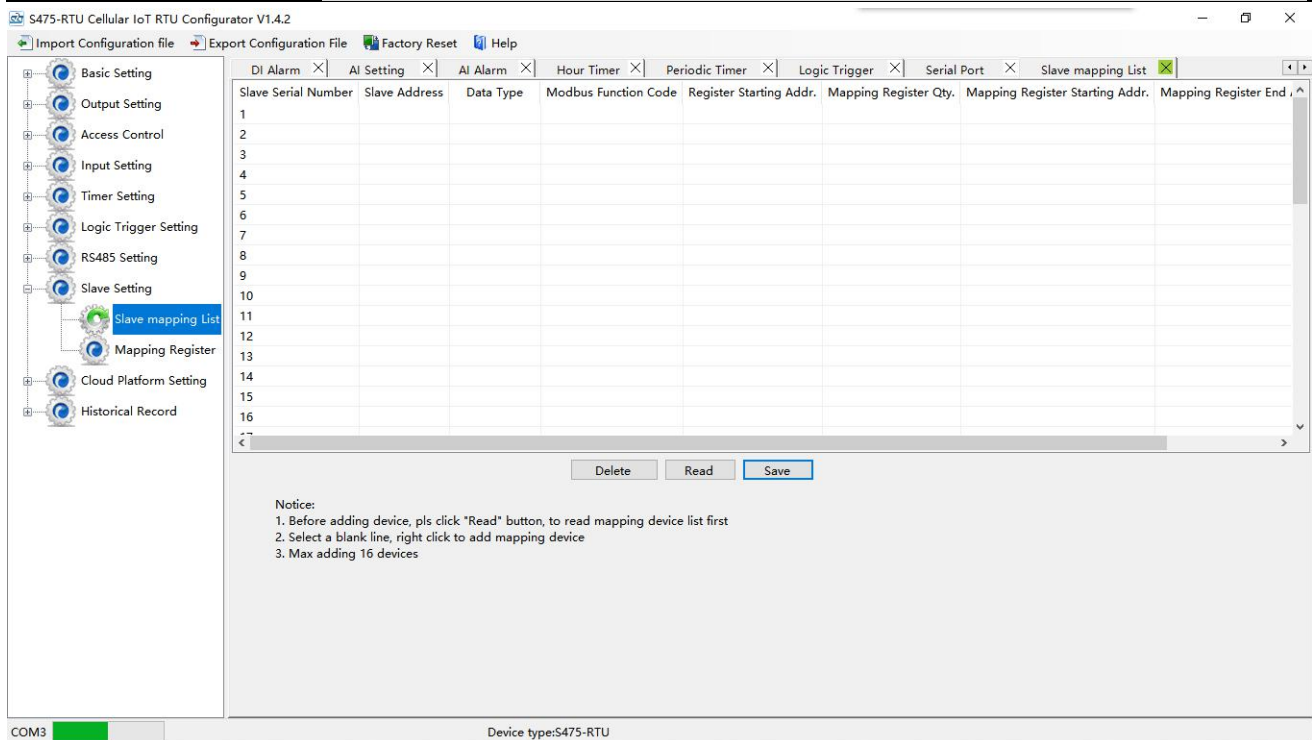 S475-RTU Cellular IoT RTU Configurator V1.4.2
Import Configuration file Export Configuration File Factory Reset Help
DI Alarm AI Setting AI Alarm Hour Timer Periodic Timer Logic Trigger Serial Port Slave mapping List
Basic Setting
Output Setting
Access Control
Input Setting
Timer Setting
Logic Trigger Setting
RS485 Setting
Slave Setting
Slave mapping List
Mapping Register
Cloud Platform Setting
Historical Record
Slave Serial Number Slave Address Data Type Modbus Function Code Register Starting Addr. Mapping Register Qty. Mapping Register Starting Addr. Mapping Register End
1
2
3
4
5
6
7
8
9
10
11
12
13
14
15
16
Delete Read Save
Notice:
1. Before adding device, pls click "Read" button, to read mapping device list first
2. Select a blank line, right click to add mapping device
3. Max adding 16 devices
COM3 Device type:S475-RTU